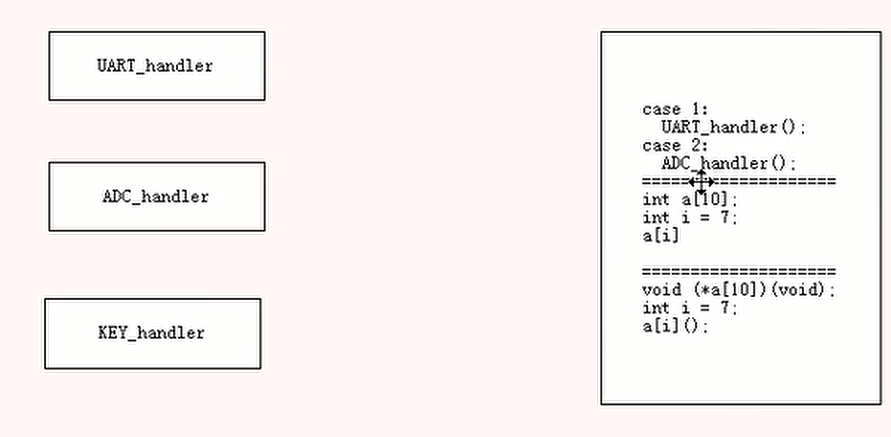 UART_handler
ADC_handler
KEY_handler
case 1:
UART_handler();
case 2:
ADC_handler();
=====================
int a[10];
int i = 7;
a[i]
=====================
void (*a[10])(void);
int i = 7;
a[i]();